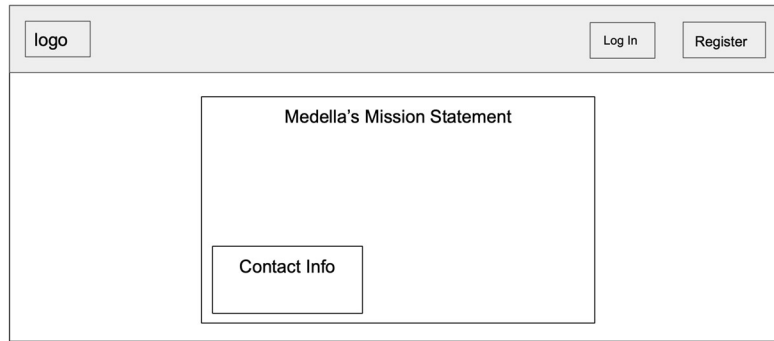 logo
Log In
Register
Medella's Mission Statement
Contact Info